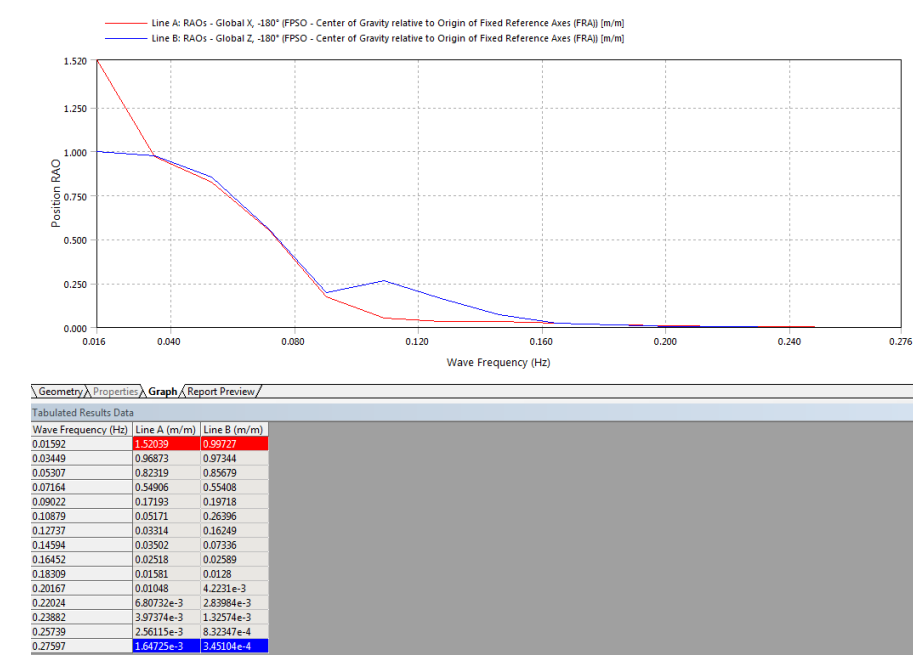 Line A: RAOs - Global X, -180° (FPSO - Center of Gravity relative to Origin of Fixed Reference Axes (FRA)) [m/m]
Line B: RAOs - Global Z, -180° (FPSO - Center of Gravity relative to Origin of Fixed Reference Axes (FRA)) [m/m]
1.520
1.250
1.000
0.750
0.500
0.250
0.000
Position RAO
0.016 0.040 0.080 0.120 0.160 0.200 0.240 0.276
Wave Frequency (Hz)
Geometry Properties Graph Report Preview
Tabulated Results Data
Wave Frequency (Hz) Line A (m/m) Line B (m/m)
0.01592 1.52039 0.99727
0.03449 0.96873 0.97344
0.05307 0.82319 0.85679
0.07164 0.54906 0.55408
0.09022 0.17193 0.19718
0.10879 0.05171 0.26396
0.12737 0.03314 0.16249
0.14594 0.03502 0.07336
0.16452 0.02518 0.02589
0.18309 0.01581 0.0128
0.20167 0.01048 4.2231e-3
0.22024 6.80732e-3 2.83984e-3
0.23882 3.97374e-3 1.32574e-3
0.25739 2.56115e-3 8.32347e-4
0.27597 1.64725e-3 3.45104e-4